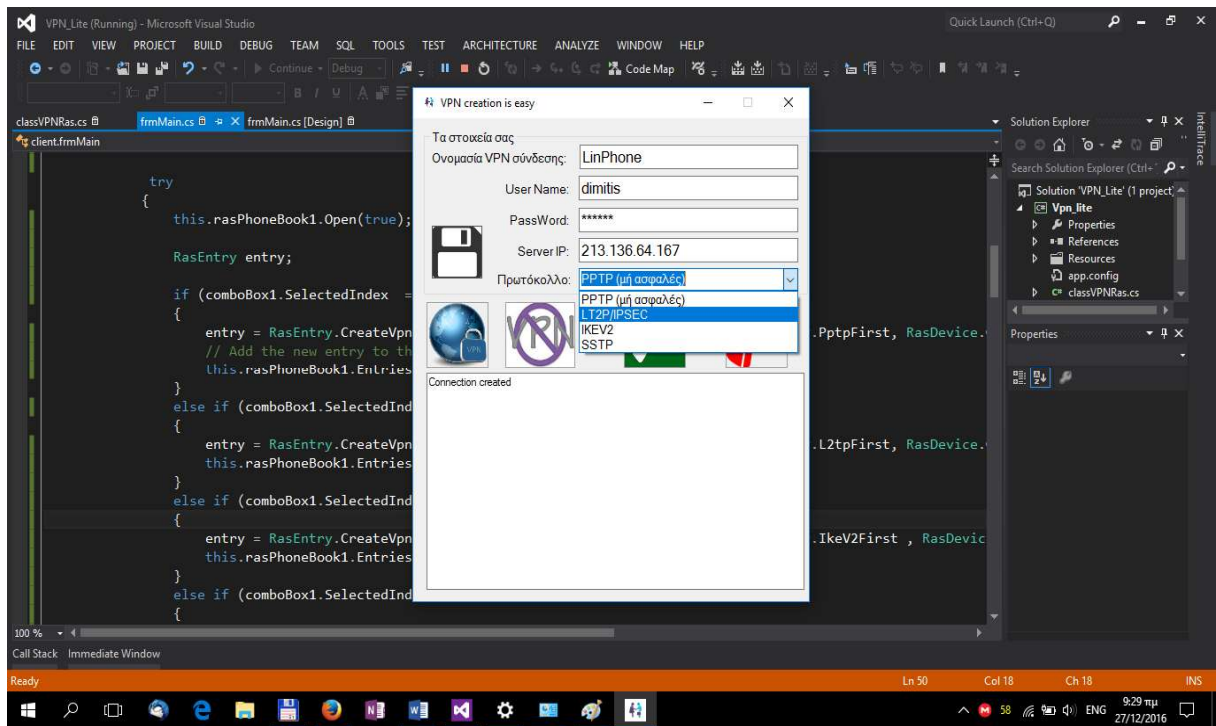 VPN_Lite (Running) - Microsoft Visual Studio
Quick Launch (Ctrl+Q)
FILE EDIT VIEW PROJECT BUILD DEBUG TEAM SQL TOOLS TEST ARCHITECTURE ANALYZE WINDOW HELP
Continue Debug Code Map
B I U A
classVPNRas.cs frmMain.cs frmMain.cs [Design]
client.frmMain
try
{
this.rasPhoneBook1.Open(true);
RasEntry entry;
if (comboBox1.SelectedIndex =
{
entry = RasEntry.CreateVpn .PptpFirst, RasDevice.
// Add the new entry to th
this.rasPhoneBook1.Entries
}
else if (comboBox1.SelectedInd
{
entry = RasEntry.CreateVpn .L2tpFirst, RasDevice.
this.rasPhoneBook1.Entries
}
else if (comboBox1.SelectedInd
{
entry = RasEntry.CreateVpn .IkeV2First , RasDevic
this.rasPhoneBook1.Entries
}
else if (comboBox1.SelectedInd
{
VPN creation is easy
Τα στοιχεία σας
Ονομασία VPN σύνδεσης: LinPhone
User Name: dimitis
PassWord: ******
Server IP: 213.136.64.167
Πρωτόκολλο: PPTP (μή ασφαλές)
PPTP (μή ασφαλές)
LT2P/IPSEC
IKEV2
SSTP
VPN
VPN
Connection created
Solution Explorer
Search Solution Explorer (Ctrl+
Solution 'VPN_Lite' (1 project)
Vpn_lite
Properties
References
Resources
app.config
classVPNRas.cs
Properties
IntelliTrace
100 %
Call Stack Immediate Window
Ready Ln 50 Col 18 Ch 18 INS
58 ENG 9:29 πμ
27/12/2016